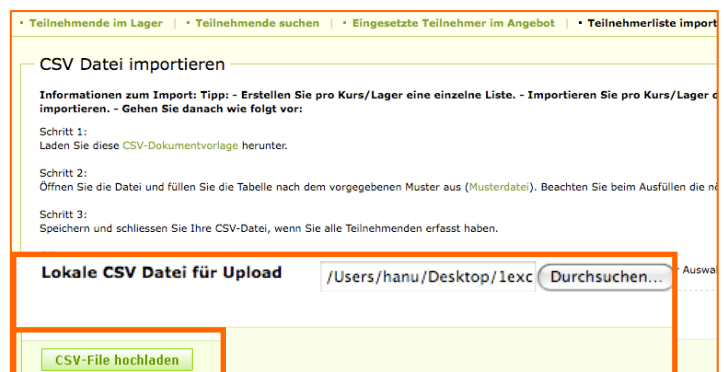 Teilnehmende im Lager | Teilnehmende suchen | Eingesetzte Teilnehmer im Angebot | Teilnehmerliste import
CSV Datei importieren
Informationen zum Import: Tipp: - Erstellen Sie pro Kurs/Lager eine einzelne Liste. - Importieren Sie pro Kurs/Lager
importieren. - Gehen Sie danach wie folgt vor:
Schritt 1:
Laden Sie diese CSV-Dokumentvorlage herunter.
Schritt 2:
Öffnen Sie die Datei und füllen Sie die Tabelle nach dem vorgegebenen Muster aus (Musterdatei). Beachten Sie beim Ausfüllen die
Schritt 3:
Speichern und schliessen Sie Ihre CSV-Datei, wenn Sie alle Teilnehmenden erfasst haben.
Auswa
Lokale CSV Datei für Upload /Users/hanu/Desktop/1exc Durchsuchen...
CSV-File hochladen